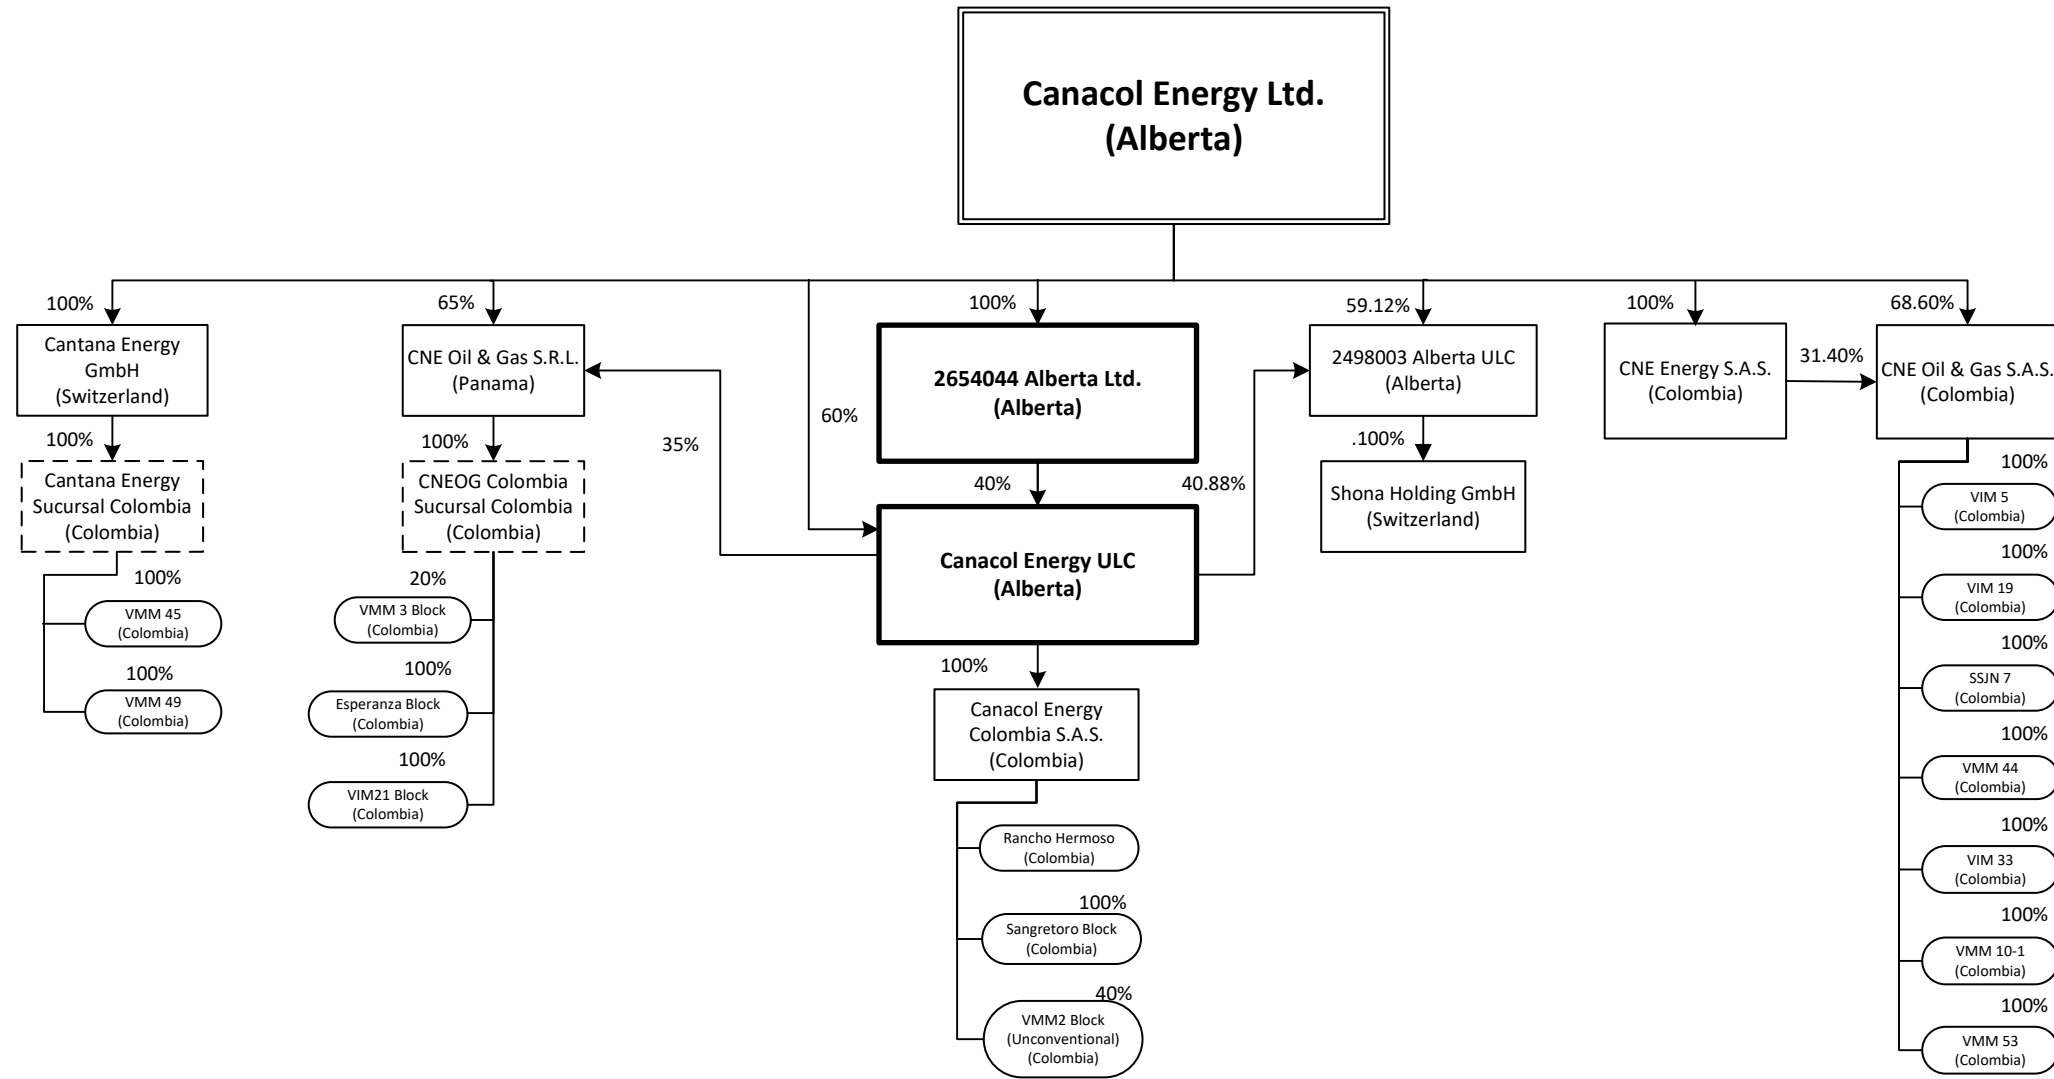 Canacol Energy Ltd.
(Alberta)
100%
65%
60%
100%
59.12%
100%
68.60%
Cantana Energy
GmbH
(Switzerland)
CNE Oil & Gas S.R.L.
(Panama)
2654044 Alberta Ltd.
(Alberta)
2498003 Alberta ULC
(Alberta)
CNE Energy S.A.S.
(Colombia)
31.40%
CNE Oil & Gas S.A.S.
(Colombia)
100%
100%
35%
40%
40.88%
.100%
Cantana Energy
Sucursal Colombia
(Colombia)
CNEOG Colombia
Sucursal Colombia
(Colombia)
Canacol Energy ULC
(Alberta)
Shona Holding GmbH
(Switzerland)
100%
VMM 45
(Colombia)
100%
VMM 49
(Colombia)
20%
VMM 3 Block
(Colombia)
100%
Esperanza Block
(Colombia)
100%
VIM21 Block
(Colombia)
100%
Canacol Energy
Colombia S.A.S.
(Colombia)
Rancho Hermoso
(Colombia)
100%
Sangretoro Block
(Colombia)
40%
VMM2 Block
(Unconventional)
(Colombia)
100%
VIM 5
(Colombia)
100%
VIM 19
(Colombia)
100%
SSJN 7
(Colombia)
100%
VMM 44
(Colombia)
100%
VIM 33
(Colombia)
100%
VMM 10-1
(Colombia)
100%
VMM 53
(Colombia)